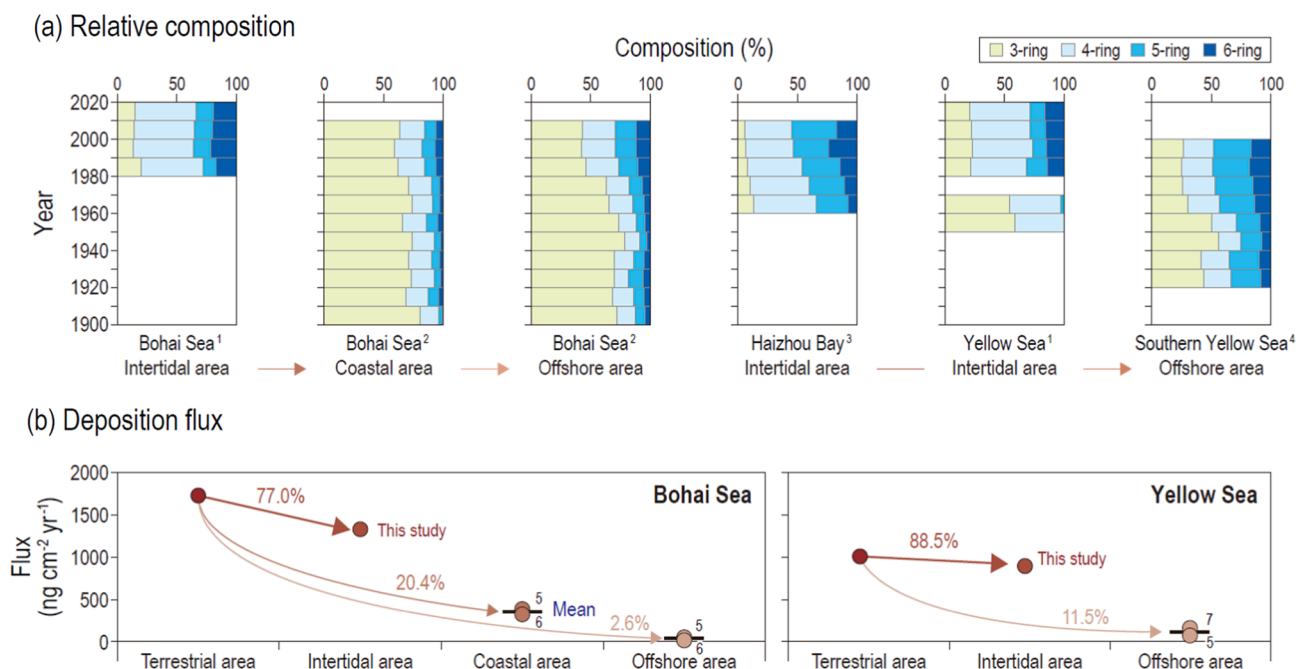 (a) Relative composition
Composition (%)
3-ring 4-ring 5-ring 6-ring
0 50 100 0 50 100 0 50 100 0 50 100 0 50 100 0 50 100
Year
2020
2000
1980
1960
1940
1920
1900
Bohai Sea¹ Bohai Sea² Bohai Sea² Haizhou Bay³ Yellow Sea¹ Southern Yellow Sea⁴
Intertidal area Coastal area Offshore area Intertidal area Intertidal area Offshore area
(b) Deposition flux
Flux
(ng cm⁻² yr⁻¹)
2000
1500
1000
500
0
Bohai Sea
77.0%
This study
20.4%
5
Mean
6
2.6%
5
6
Terrestrial area Intertidal area Coastal area Offshore area
Yellow Sea
88.5%
This study
11.5%
7
5
Terrestrial area Intertidal area Offshore area